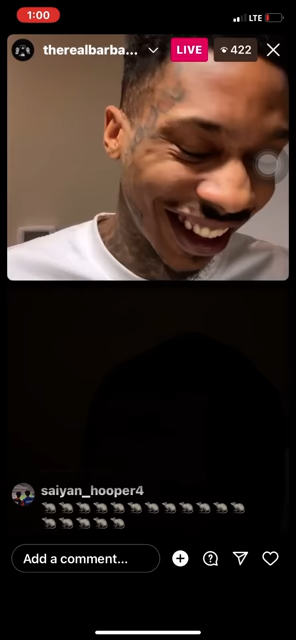 1:00
LTE
therealbarba...
LIVE
422
saiyan_hooper4
🐀🐀🐀🐀🐀🐀🐀🐀🐀🐀🐀🐀
🐀🐀🐀🐀🐀
Add a comment...